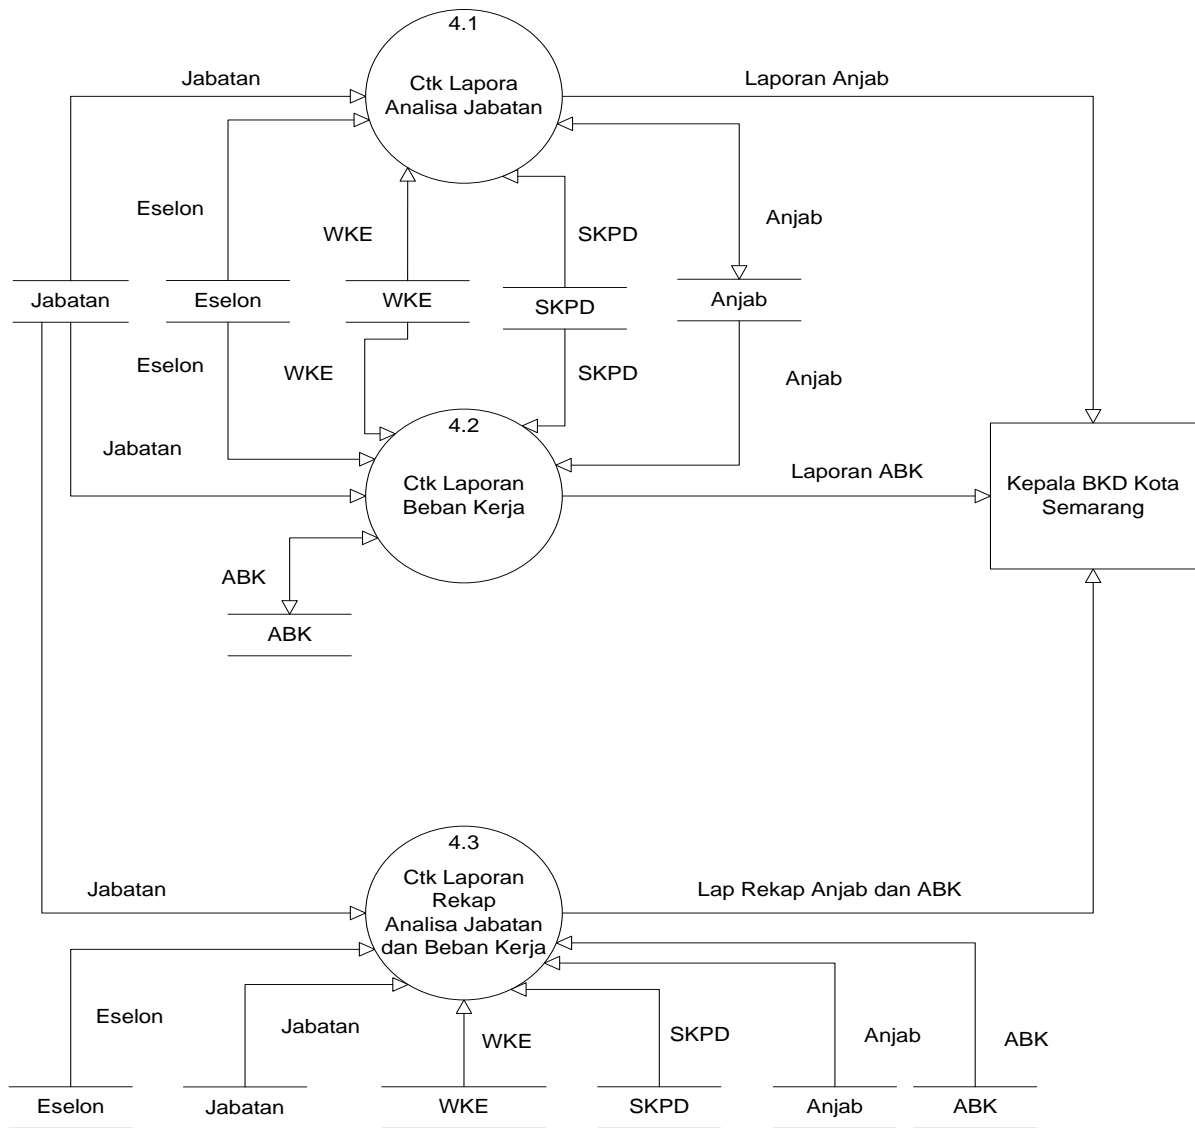 4.1
Ctk Lapora
Analisa Jabatan
Jabatan
Laporan Anjab
Eselon
WKE
SKPD
Anjab
Jabatan
Eselon
WKE
SKPD
Anjab
Eselon
WKE
SKPD
Anjab
Jabatan
4.2
Ctk Laporan
Beban Kerja
Laporan ABK
Kepala BKD Kota
Semarang
ABK
ABK
4.3
Ctk Laporan
Rekap
Analisa Jabatan
dan Beban Kerja
Jabatan
Lap Rekap Anjab dan ABK
Eselon
Jabatan
WKE
SKPD
Anjab
ABK
Eselon
Jabatan
WKE
SKPD
Anjab
ABK